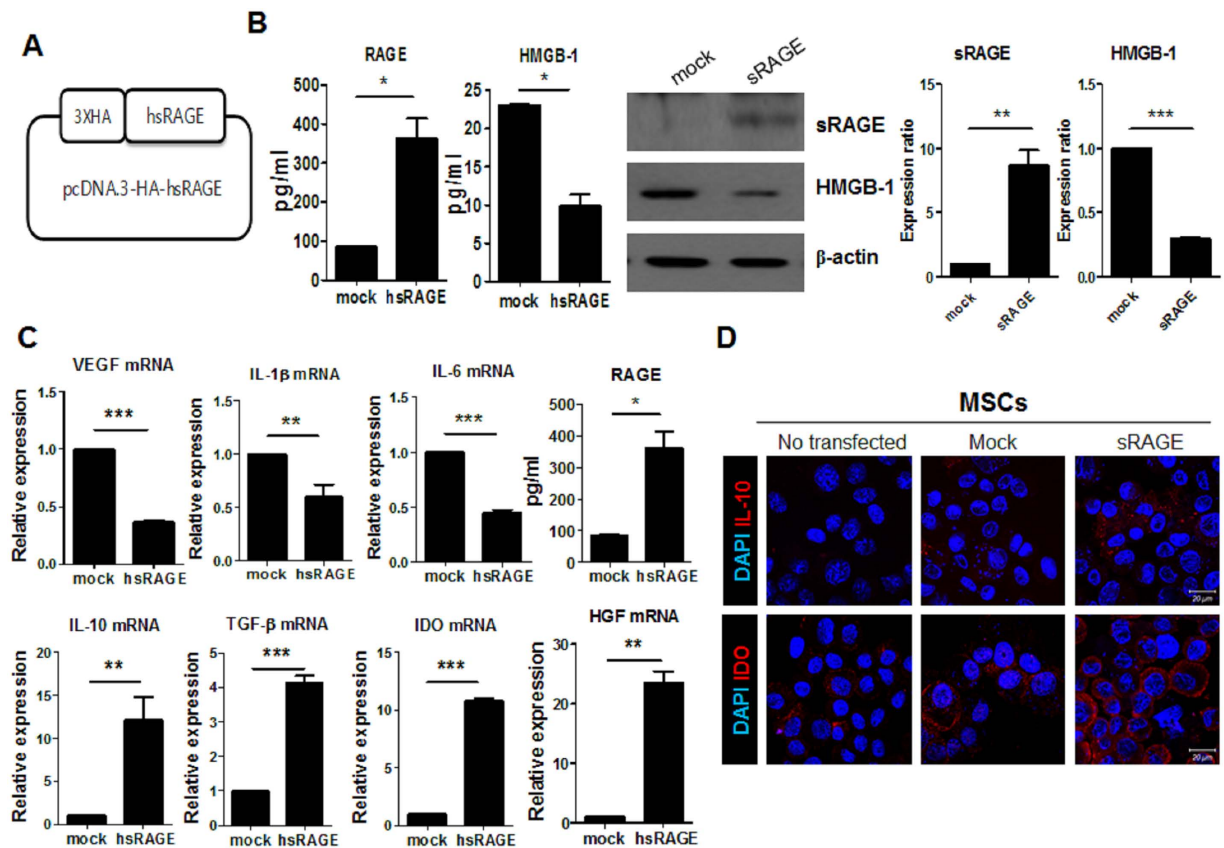 A
3XHA
hsRAGE
pcDNA.3-HA-hsRAGE
B
RAGE
*
pg/ml
500
400
300
200
100
0
mock hsRAGE
HMGB-1
*
pg/ml
25
20
15
10
5
0
mock
hsRAGE
mock
sRAGE
sRAGE
HMGB-1
β-actin
sRAGE
**
Expression ratio
15
10
5
0
mock
sRAGE
HMGB-1
***
Expression ratio
1.5
1.0
0.5
0.0
mock
sRAGE
C
VEGF mRNA
***
Relative expression
1.5
1.0
0.5
0.0
mock hsRAGE
IL-1β mRNA
**
Relative expression
1.5
1.0
0.5
0.0
mock hsRAGE
IL-6 mRNA
***
Relative expression
1.5
1.0
0.5
0.0
mock hsRAGE
RAGE
*
pg/ml
500
400
300
200
100
0
mock hsRAGE
IL-10 mRNA
**
Relative expression
20
15
10
5
0
mock hsRAGE
TGF-β mRNA
***
Relative expression
5
4
3
2
1
0
mock hsRAGE
IDO mRNA
***
Relative expression
15
10
5
0
mock hsRAGE
HGF mRNA
**
Relative expression
30
20
10
0
mock hsRAGE
D
MSCs
No transfected
Mock
sRAGE
DAPI IL-10
20 μm
DAPI IDO
20 μm